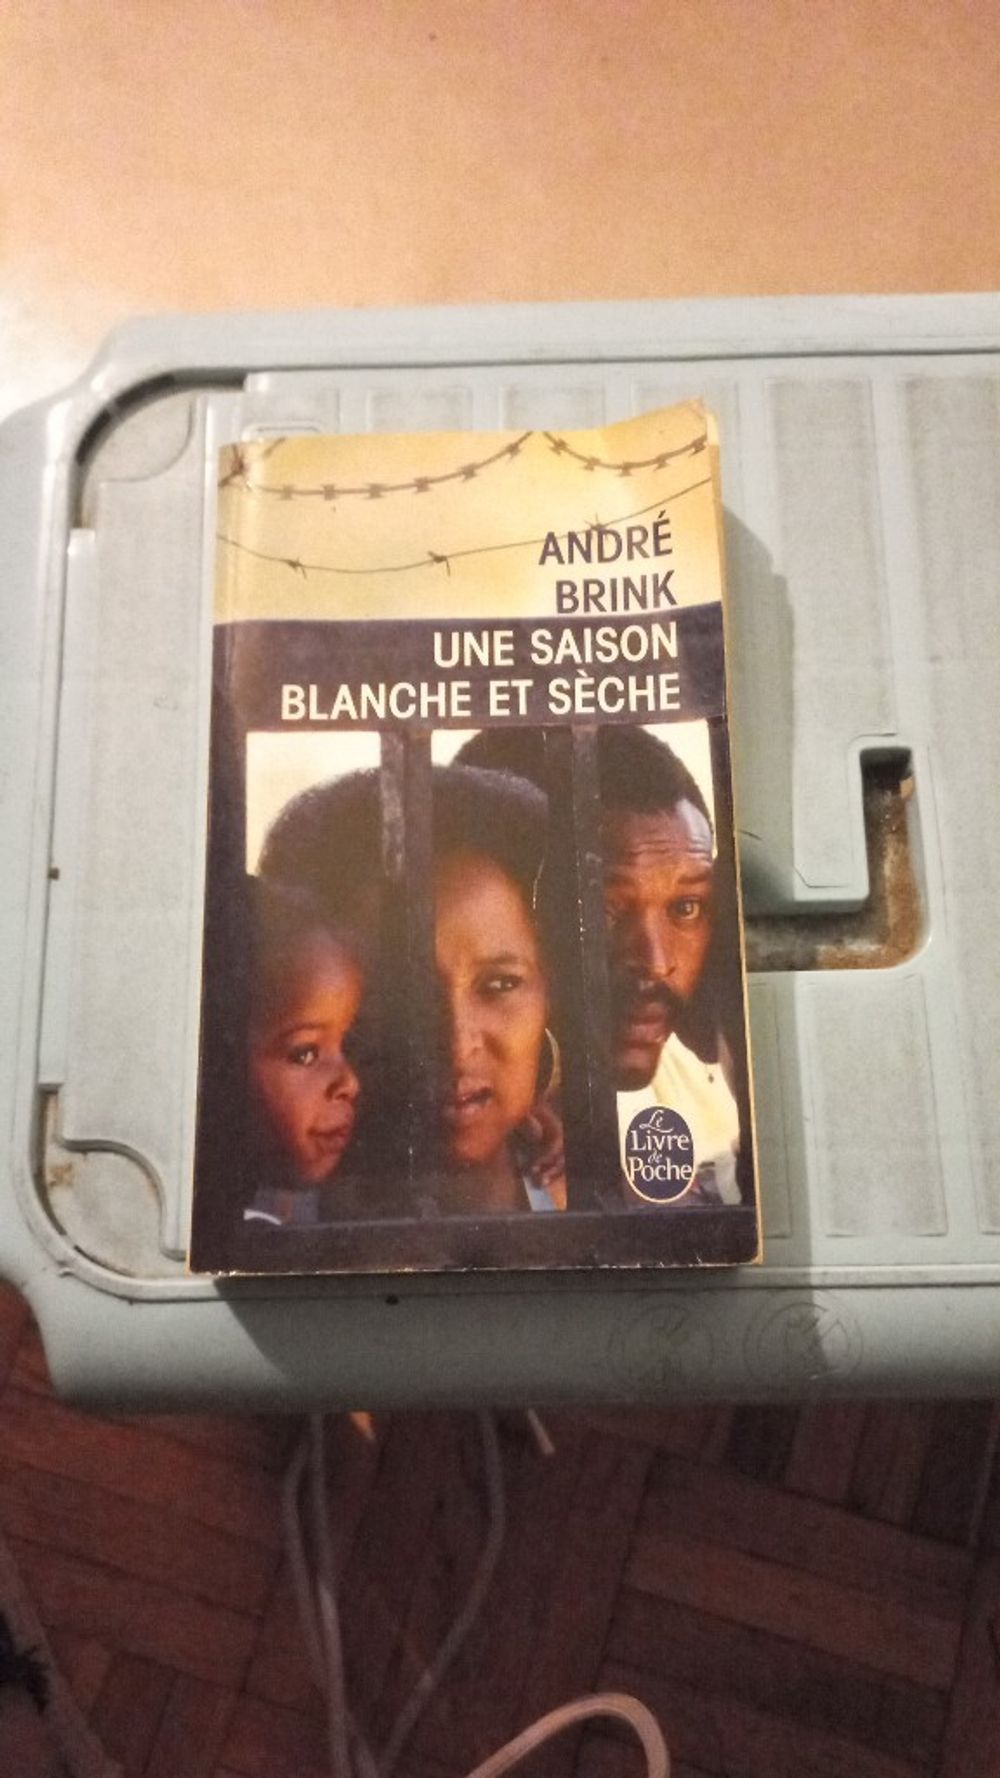 ANDRÉ
BRINK
UNE SAISON
BLANCHE ET SÈCHE
Le
Livre
de
Poche